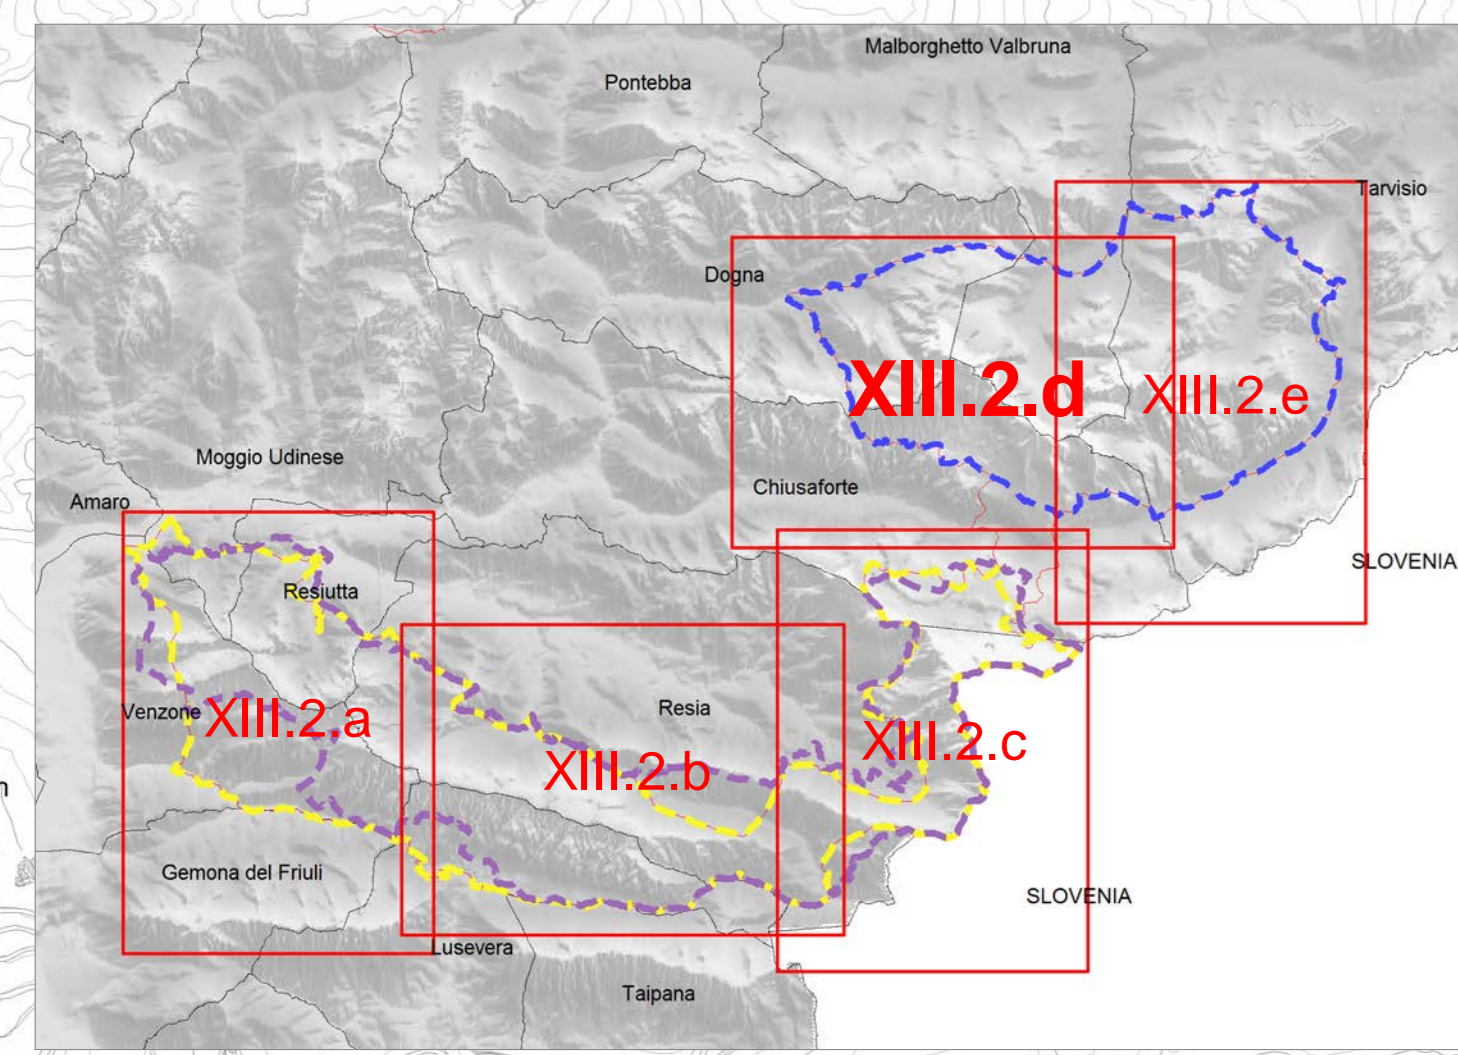 Malborghetto Valbruna
Pontebba
Tarvisio
Dogna
XIII.2.d
XIII.2.e
Moggio Udinese
Chiusaforte
Amaro
SLOVENIA
Resiutta
Resia
Venzone
XIII.2.a
XIII.2.c
XIII.2.b
Gemona del Friuli
SLOVENIA
Lusevera
Taipana